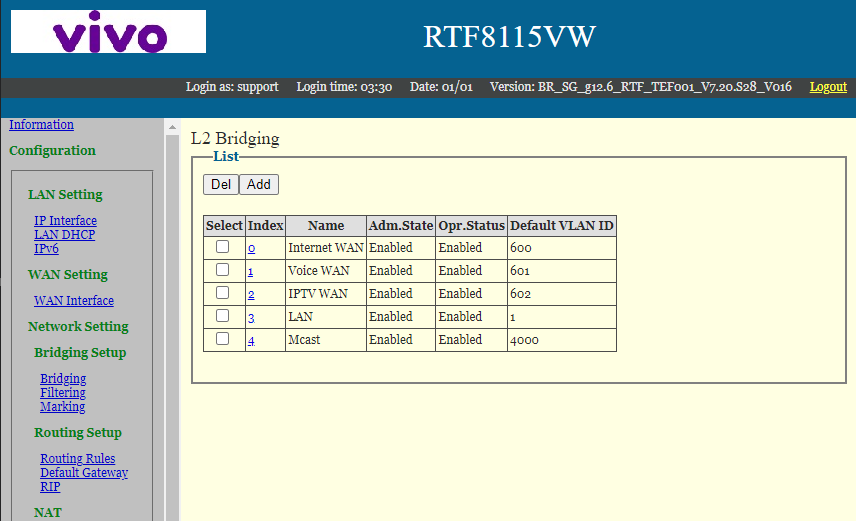 vivo
RTF8115VW
Login as: support Login time: 03:30 Date: 01/01 Version: BR_SG_g12.6_RTF_TEF001_V7.20.S28_V016 Logout
Information
Configuration
LAN Setting
IP Interface
LAN DHCP
IPv6
WAN Setting
WAN Interface
Network Setting
Bridging Setup
Bridging
Filtering
Marking
Routing Setup
Routing Rules
Default Gateway
RIP
NAT
L2 Bridging
List
Del Add
Select Index Name Adm.State Opr.Status Default VLAN ID
0 Internet WAN Enabled Enabled 600
1 Voice WAN Enabled Enabled 601
2 IPTV WAN Enabled Enabled 602
3 LAN Enabled Enabled 1
4 Mcast Enabled Enabled 4000